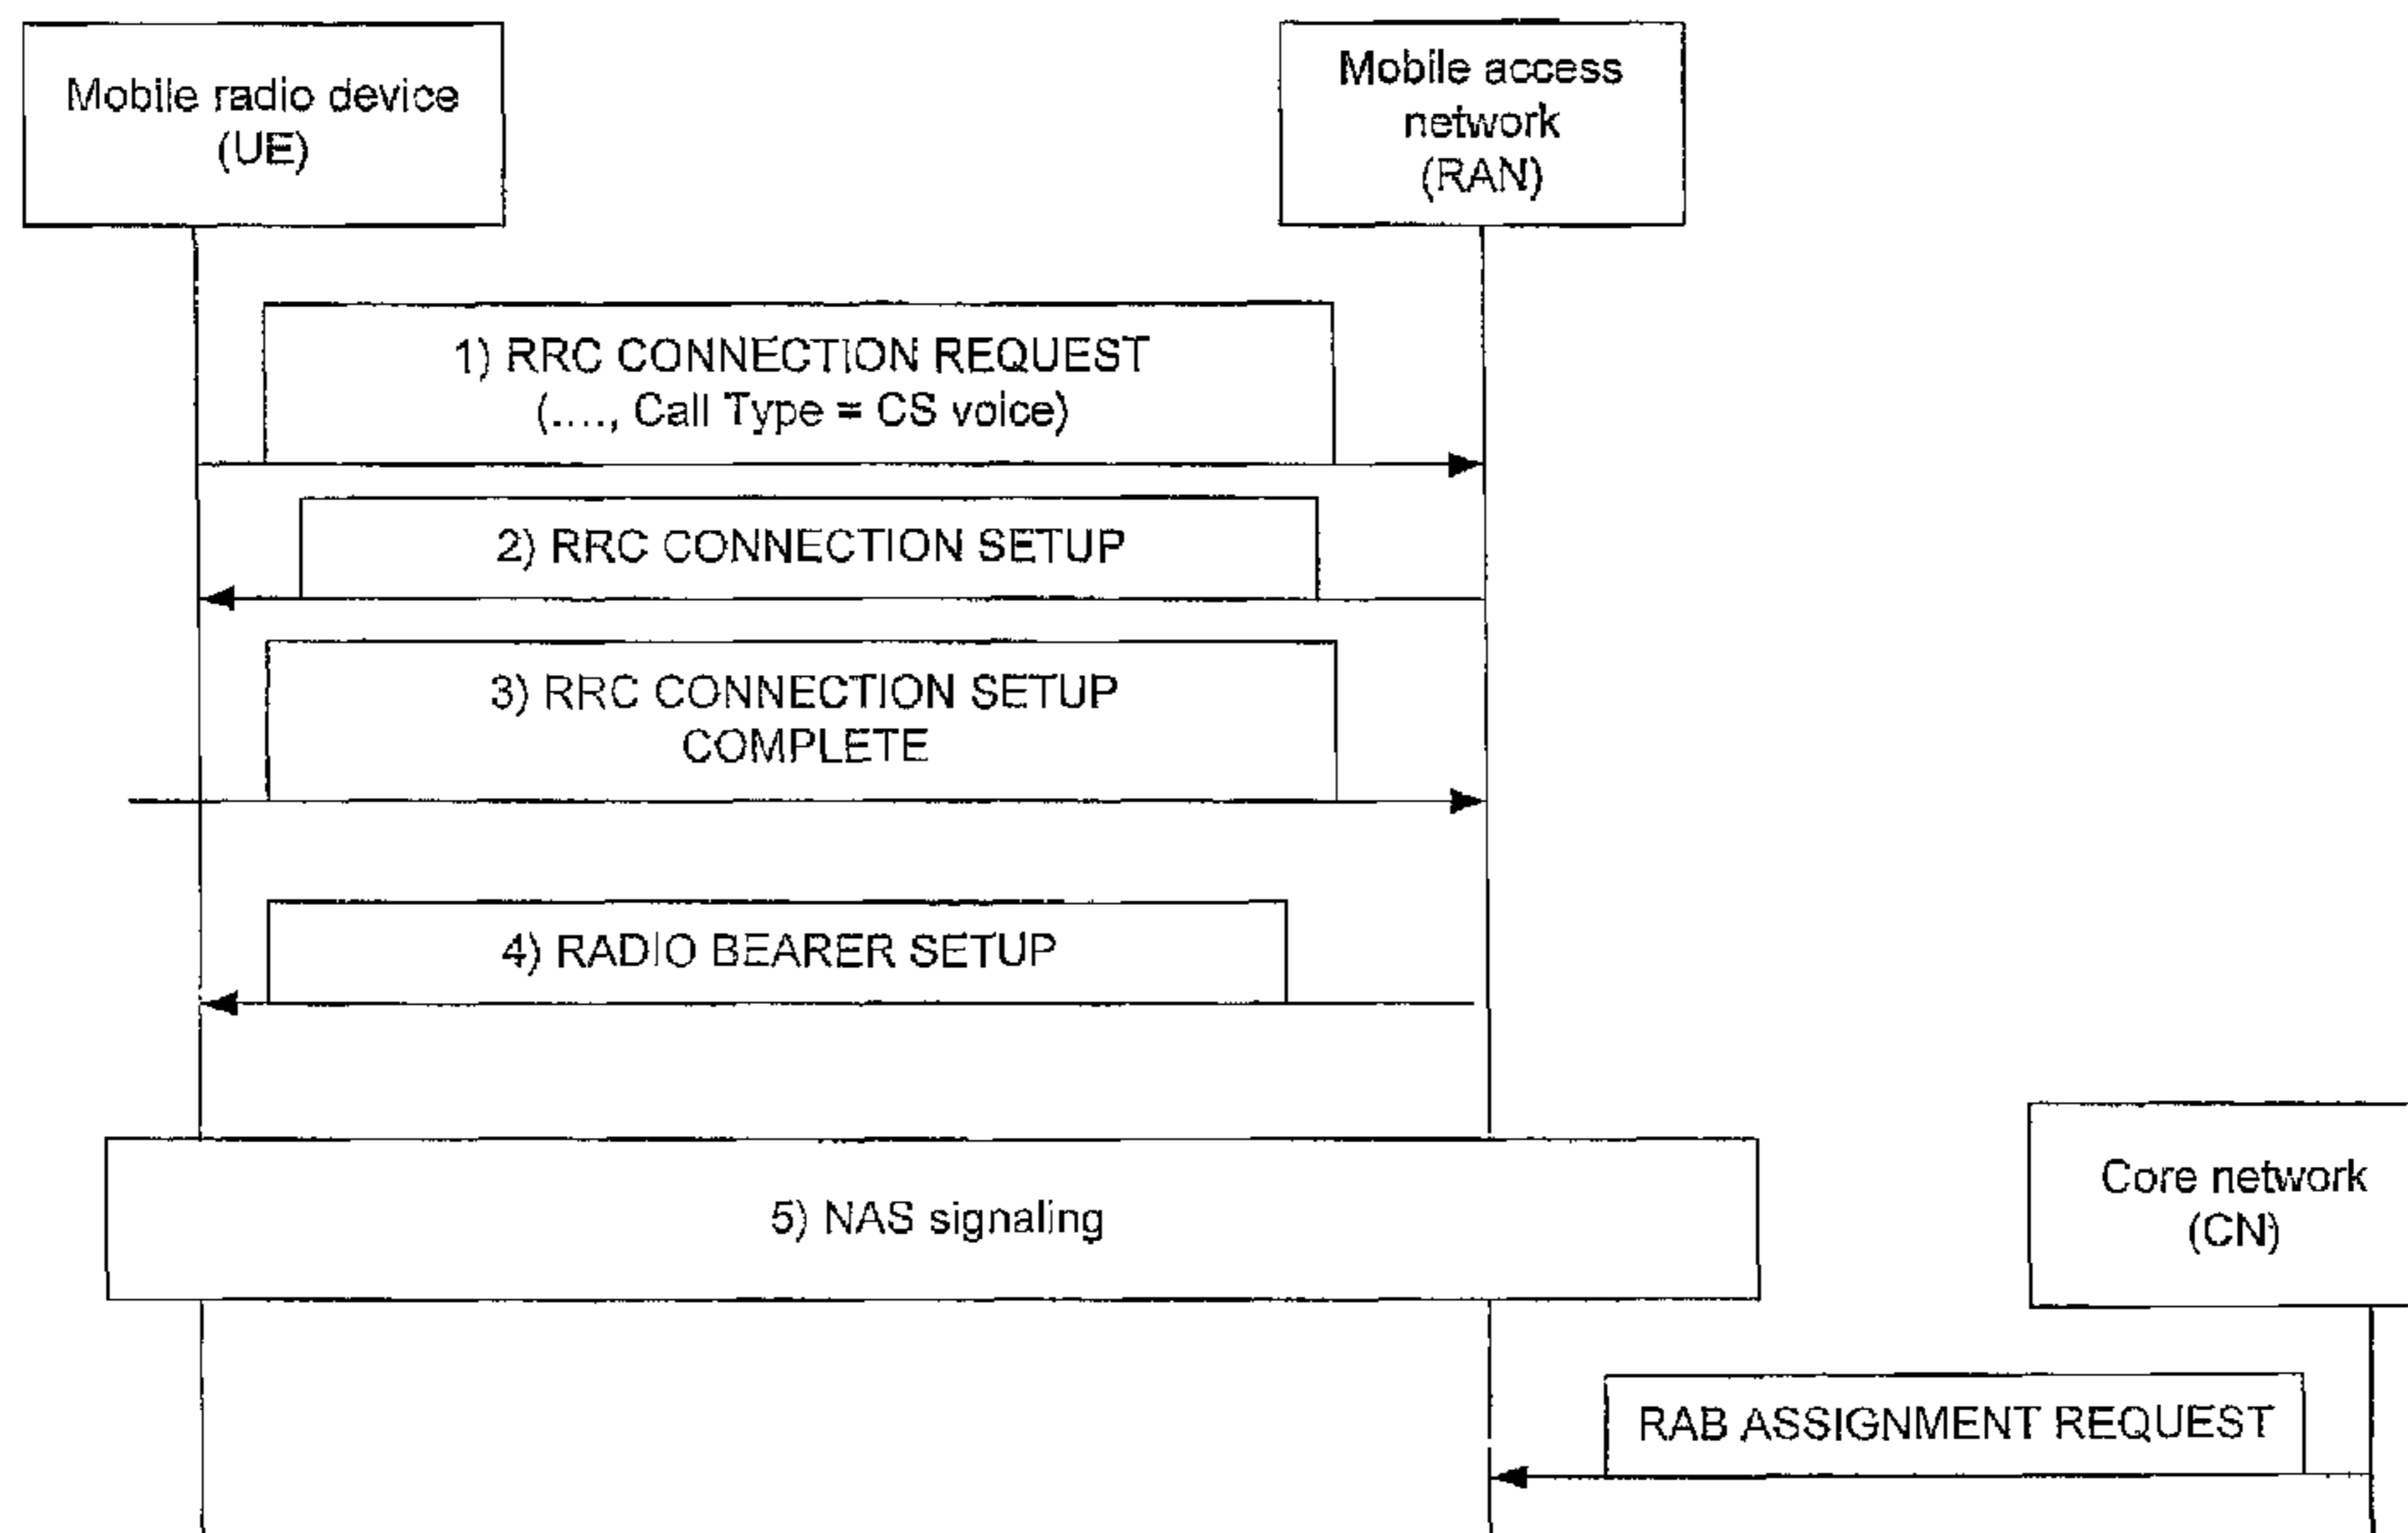 Mobile radio device
(UE)
Mobile access
network
(RAN)
1) RRC CONNECTION REQUEST
(...., Call Type = CS voice)
2) RRC CONNECTION SETUP
3) RRC CONNECTION SETUP
COMPLETE
4) RADIO BEARER SETUP
5) NAS signaling
Core network
(CN)
RAB ASSIGNMENT REQUEST